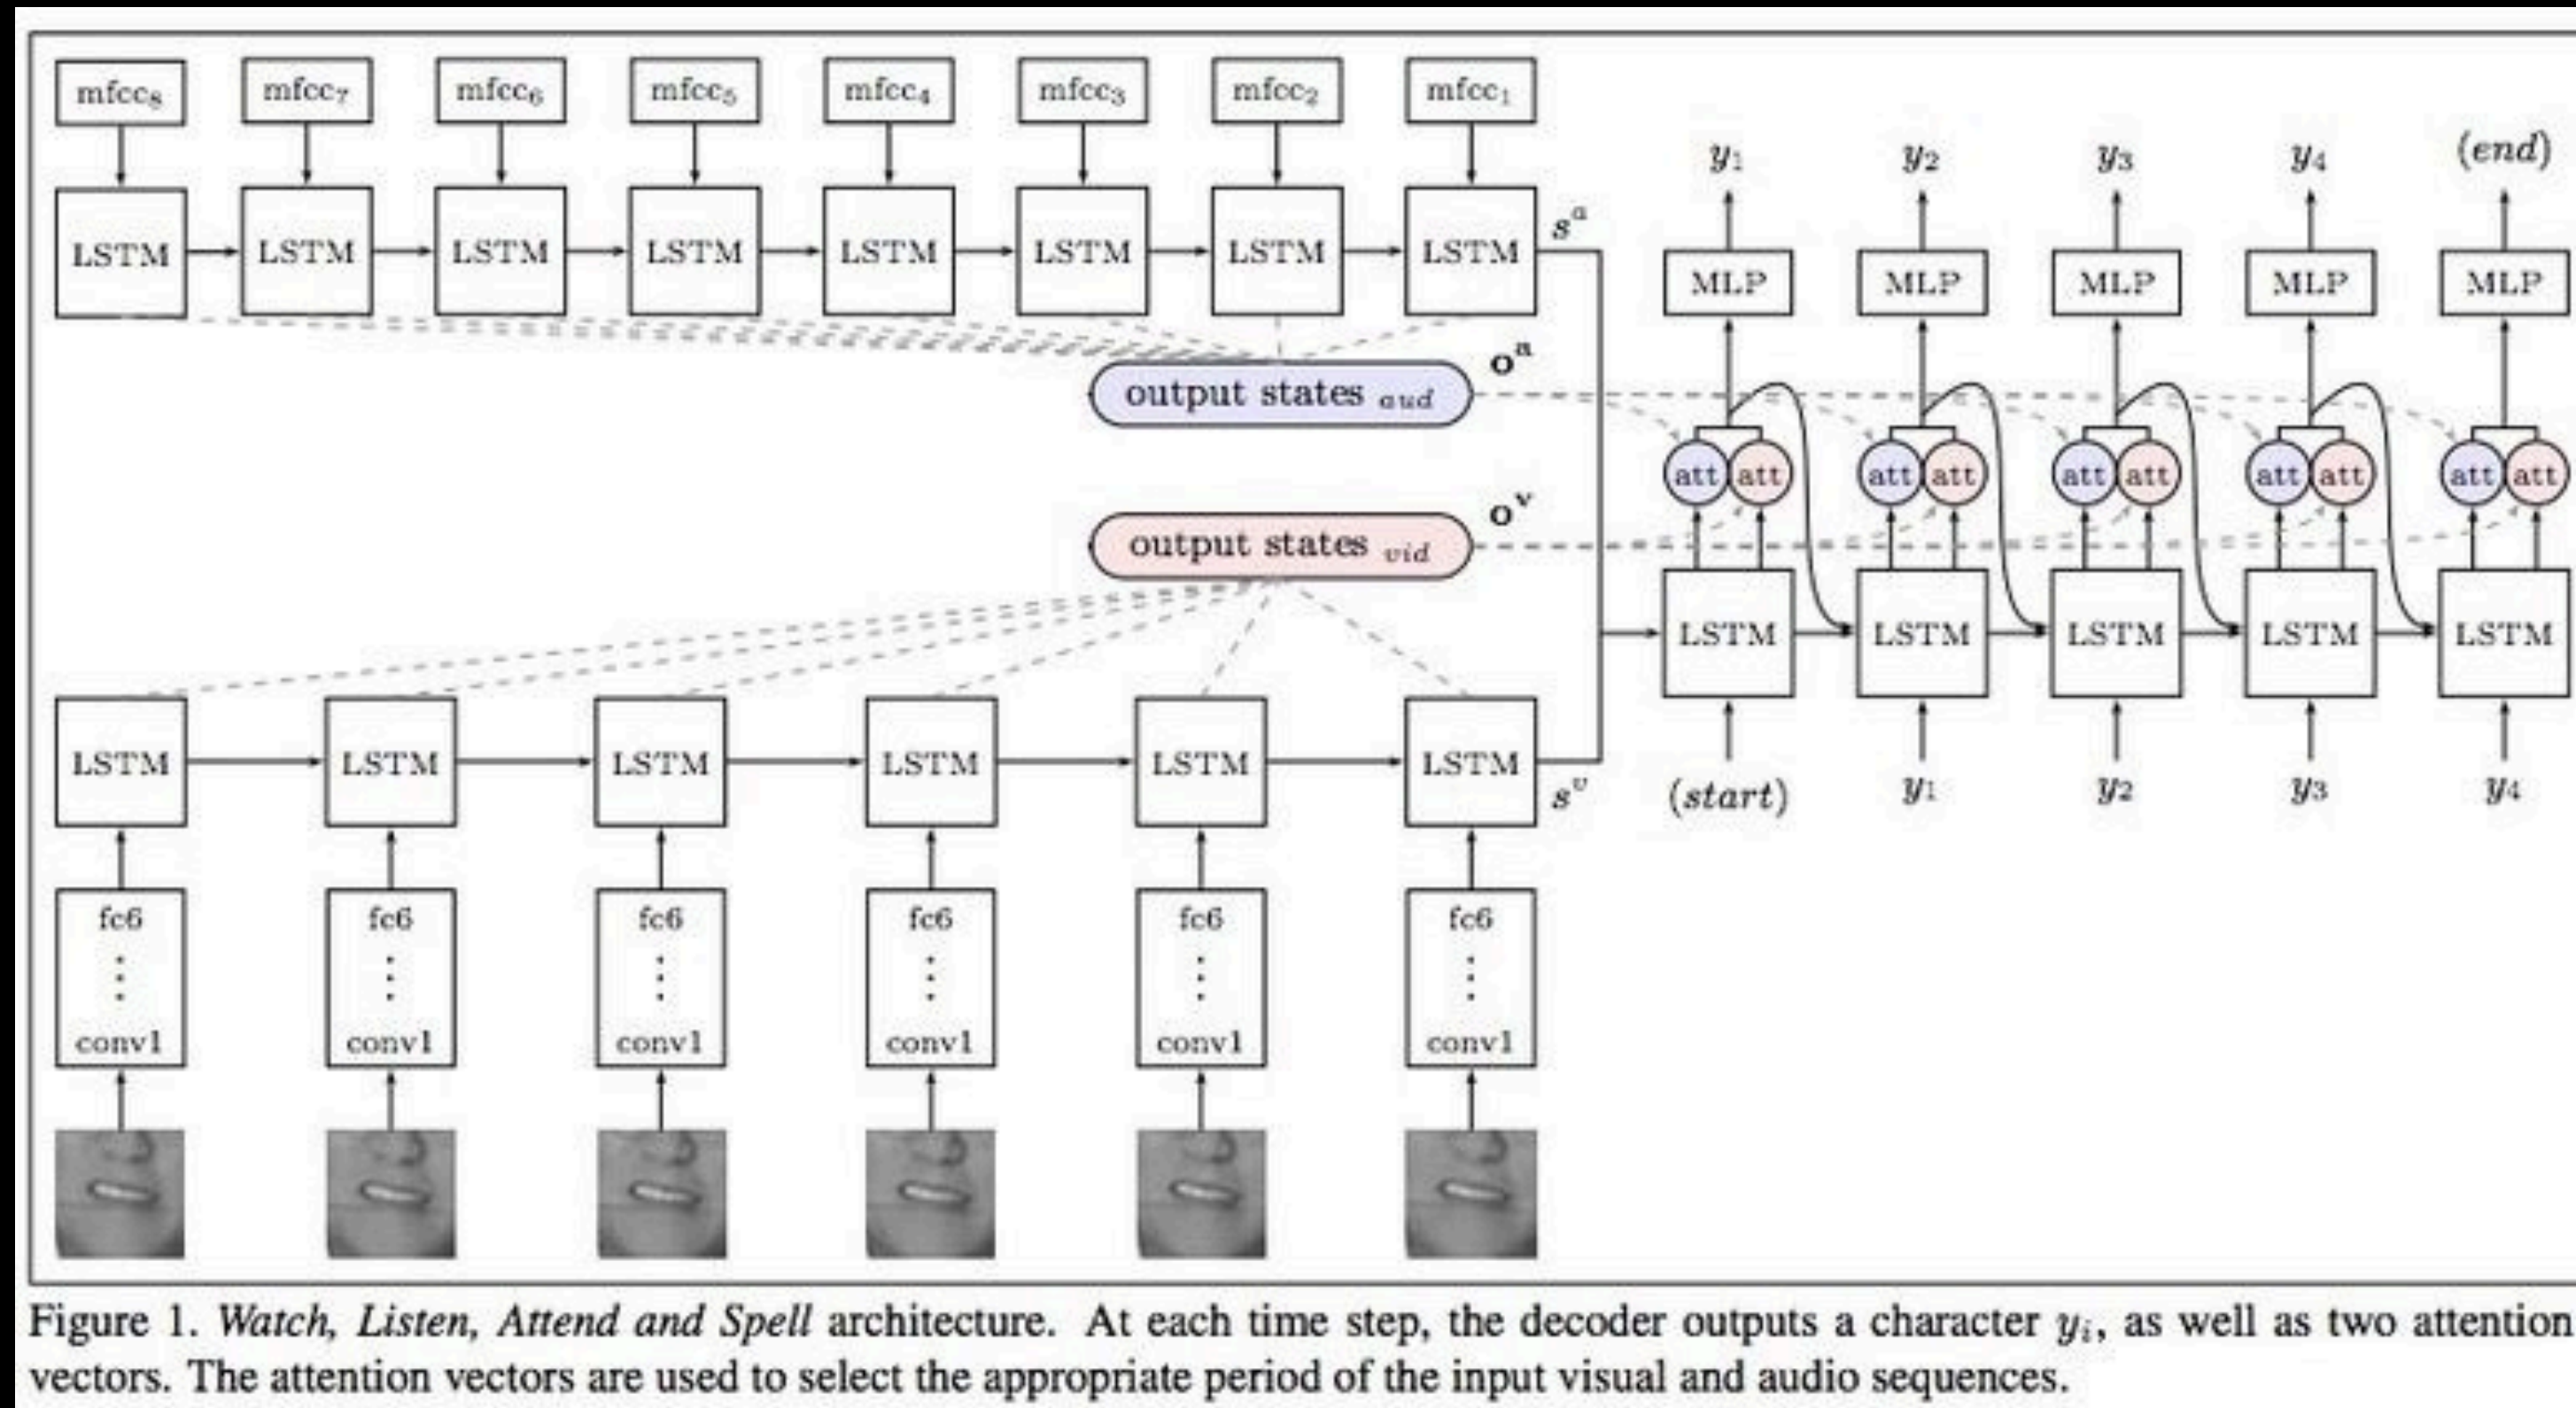 mfcc₈ mfcc₇ mfcc₆ mfcc₅ mfcc₄ mfcc₃ mfcc₂ mfcc₁
y₁ y₂ y₃ y₄ (end)
LSTM LSTM LSTM LSTM LSTM LSTM LSTM LSTM sᵃ
MLP MLP MLP MLP MLP
output states aud oᵃ
att att att att att att att att att att
output states vid oᵛ
LSTM LSTM LSTM LSTM LSTM
LSTM LSTM LSTM LSTM LSTM LSTM sᵛ
(start) y₁ y₂ y₃ y₄
fc6 fc6 fc6 fc6 fc6 fc6
conv1 conv1 conv1 conv1 conv1 conv1
Figure 1. Watch, Listen, Attend and Spell architecture. At each time step, the decoder outputs a character yᵢ, as well as two attention
vectors. The attention vectors are used to select the appropriate period of the input visual and audio sequences.